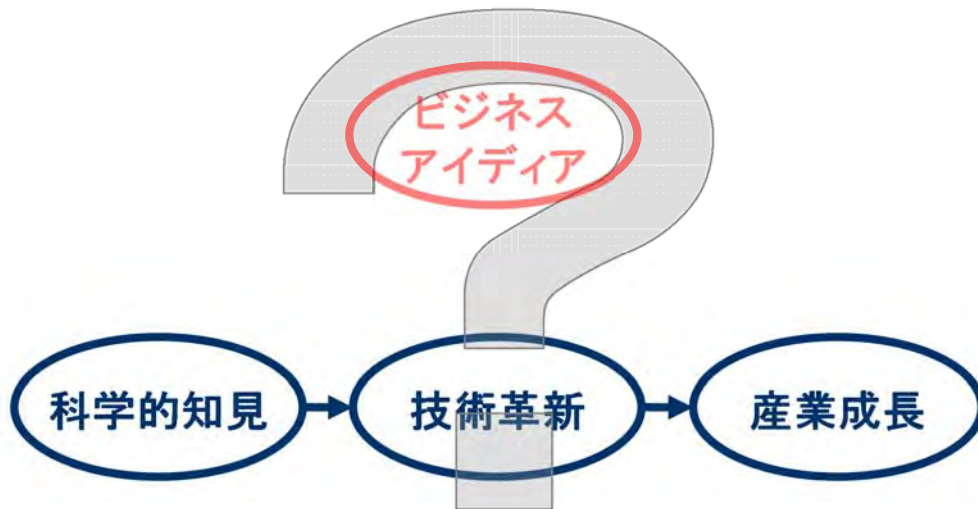 ビジネス
アイディア
科学的知見
技術革新
産業成長